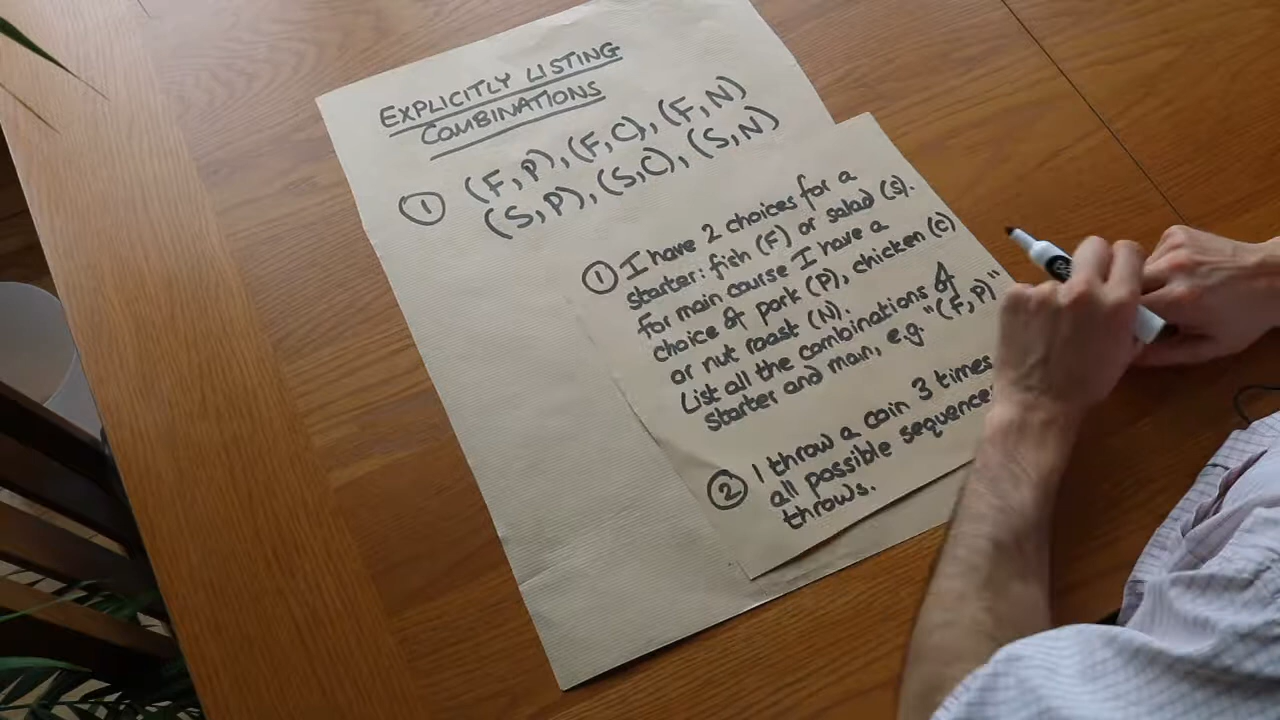 EXPLICITLY LISTING
COMBINATIONS
① (F,P),(F,C),(F,N)
(S,P),(S,C),(S,N)
① I have 2 choices for a
starter: fish (F) or salad (S).
For main course I have a
choice of pork (P), chicken (C)
or nut roast (N).
List all the combinations of
starter and main, e.g. "(F,P)"
② I throw a coin 3 times
all possible sequence
throws.